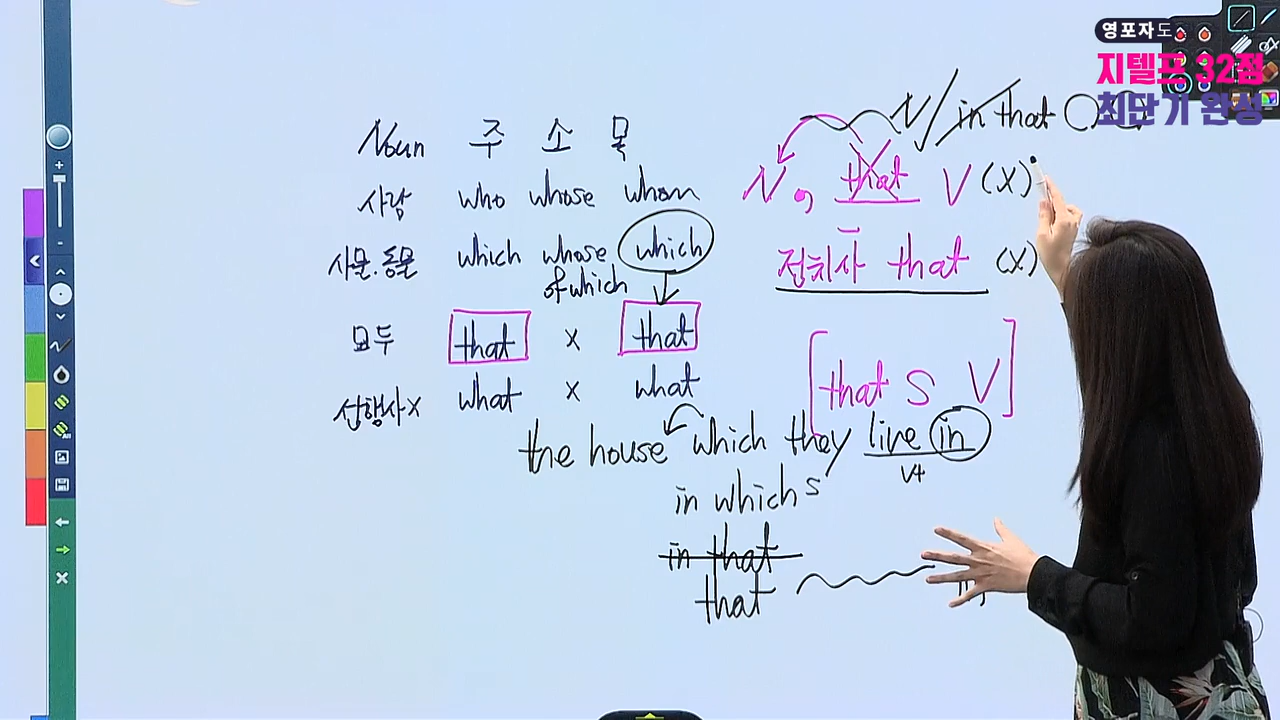 영포자도
지텔프 32점
최단기 완성
Noun 주 소 목
사람 who whose whom
사물.동물 which whose which
of which
모두 that x that
선행사x what x what
N/ in that
N, that V (X)
전치사 that (X)
[that S V]
the house which they live in
in which s
in that
that